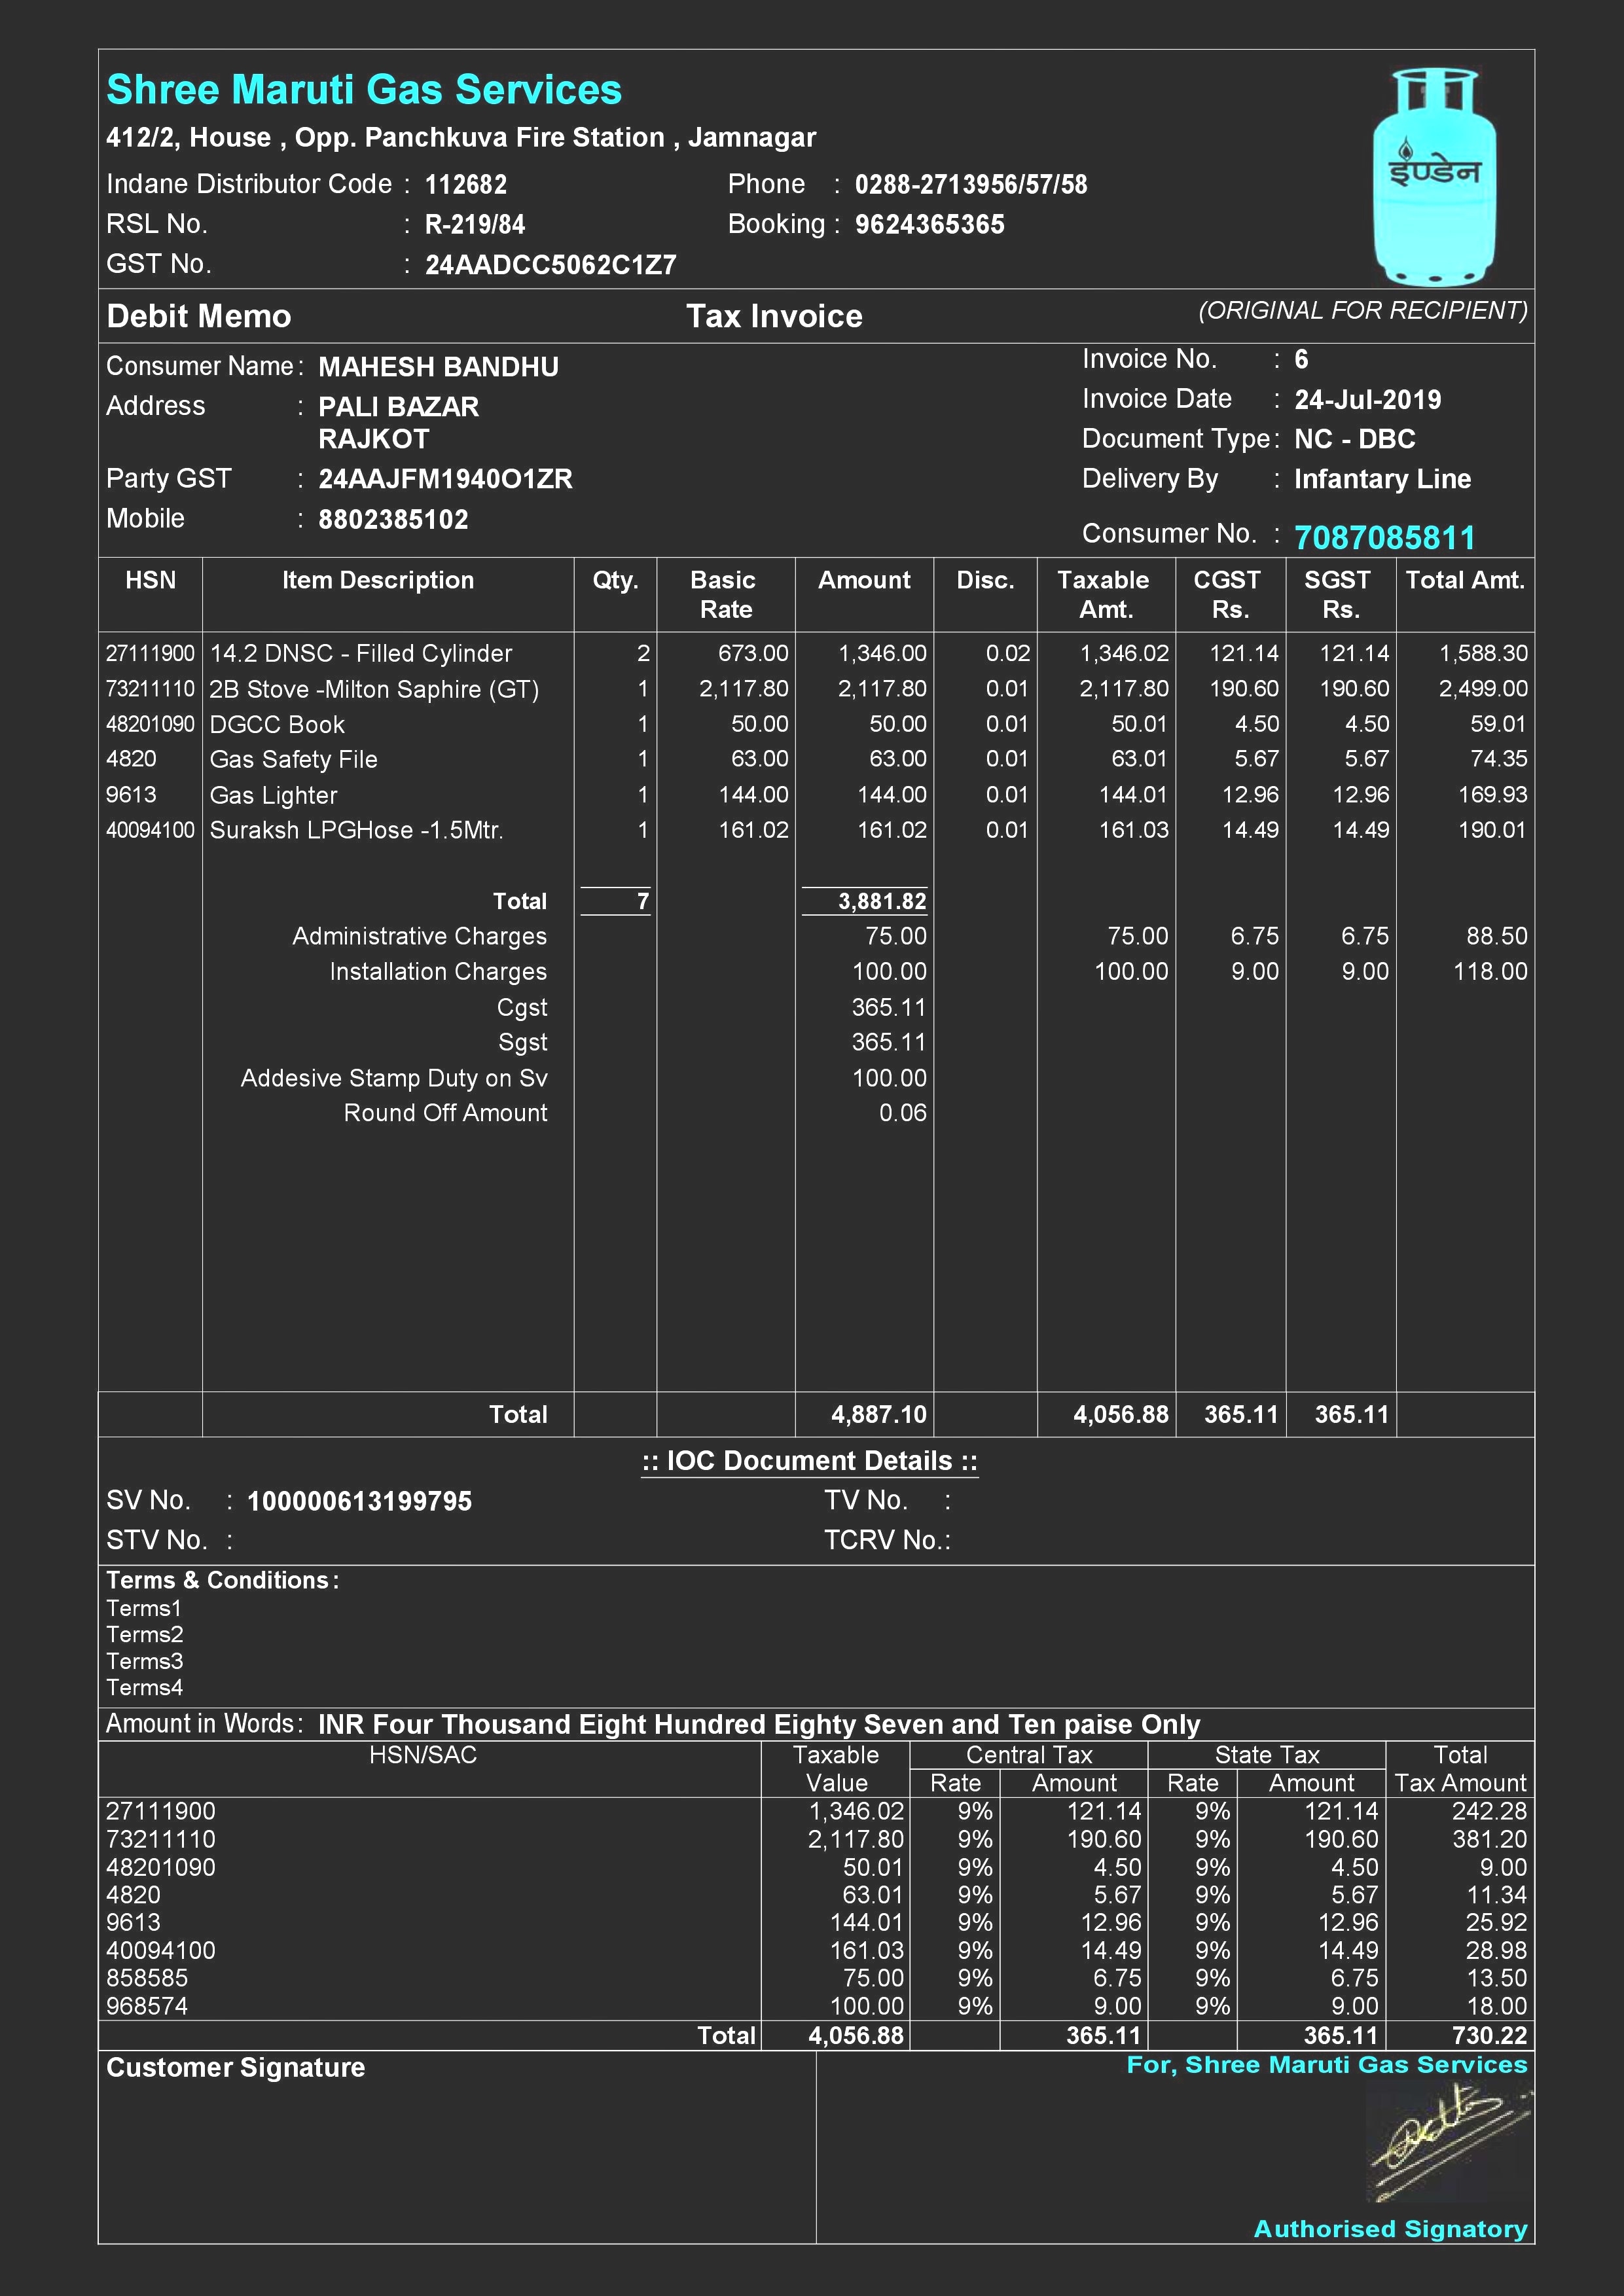 Shree Maruti Gas Services
412/2, House , Opp. Panchkuva Fire Station , Jamnagar
Indane Distributor Code : 112682 Phone : 0288-2713956/57/58
RSL No. : R-219/84 Booking : 9624365365
GST No. : 24AADCC5062C1Z7
इण्डेन
Debit Memo Tax Invoice (ORIGINAL FOR RECIPIENT)
Consumer Name : MAHESH BANDHU Invoice No. : 6
Address : PALI BAZAR Invoice Date : 24-Jul-2019
RAJKOT Document Type : NC - DBC
Party GST : 24AAJFM1940O1ZR Delivery By : Infantary Line
Mobile : 8802385102 Consumer No. : 7087085811
HSN Item Description Qty. Basic Rate Amount Disc. Taxable Amt. CGST Rs. SGST Rs. Total Amt.
27111900 14.2 DNSC - Filled Cylinder 2 673.00 1,346.00 0.02 1,346.02 121.14 121.14 1,588.30
73211110 2B Stove -Milton Saphire (GT) 1 2,117.80 2,117.80 0.01 2,117.80 190.60 190.60 2,499.00
48201090 DGCC Book 1 50.00 50.00 0.01 50.01 4.50 4.50 59.01
4820 Gas Safety File 1 63.00 63.00 0.01 63.01 5.67 5.67 74.35
9613 Gas Lighter 1 144.00 144.00 0.01 144.01 12.96 12.96 169.93
40094100 Suraksh LPGHose -1.5Mtr. 1 161.02 161.02 0.01 161.03 14.49 14.49 190.01
Total 7 3,881.82
Administrative Charges 75.00 75.00 6.75 6.75 88.50
Installation Charges 100.00 100.00 9.00 9.00 118.00
Cgst 365.11
Sgst 365.11
Addesive Stamp Duty on Sv 100.00
Round Off Amount 0.06
Total 4,887.10 4,056.88 365.11 365.11
:: IOC Document Details ::
SV No. : 100000613199795 TV No. :
STV No. : TCRV No.:
Terms & Conditions :
Terms1
Terms2
Terms3
Terms4
Amount in Words : INR Four Thousand Eight Hundred Eighty Seven and Ten paise Only
HSN/SAC Taxable Central Tax State Tax Total
Value Rate Amount Rate Amount Tax Amount
27111900 1,346.02 9% 121.14 9% 121.14 242.28
73211110 2,117.80 9% 190.60 9% 190.60 381.20
48201090 50.01 9% 4.50 9% 4.50 9.00
4820 63.01 9% 5.67 9% 5.67 11.34
9613 144.01 9% 12.96 9% 12.96 25.92
40094100 161.03 9% 14.49 9% 14.49 28.98
858585 75.00 9% 6.75 9% 6.75 13.50
968574 100.00 9% 9.00 9% 9.00 18.00
Total 4,056.88 365.11 365.11 730.22
Customer Signature For, Shree Maruti Gas Services
Authorised Signatory